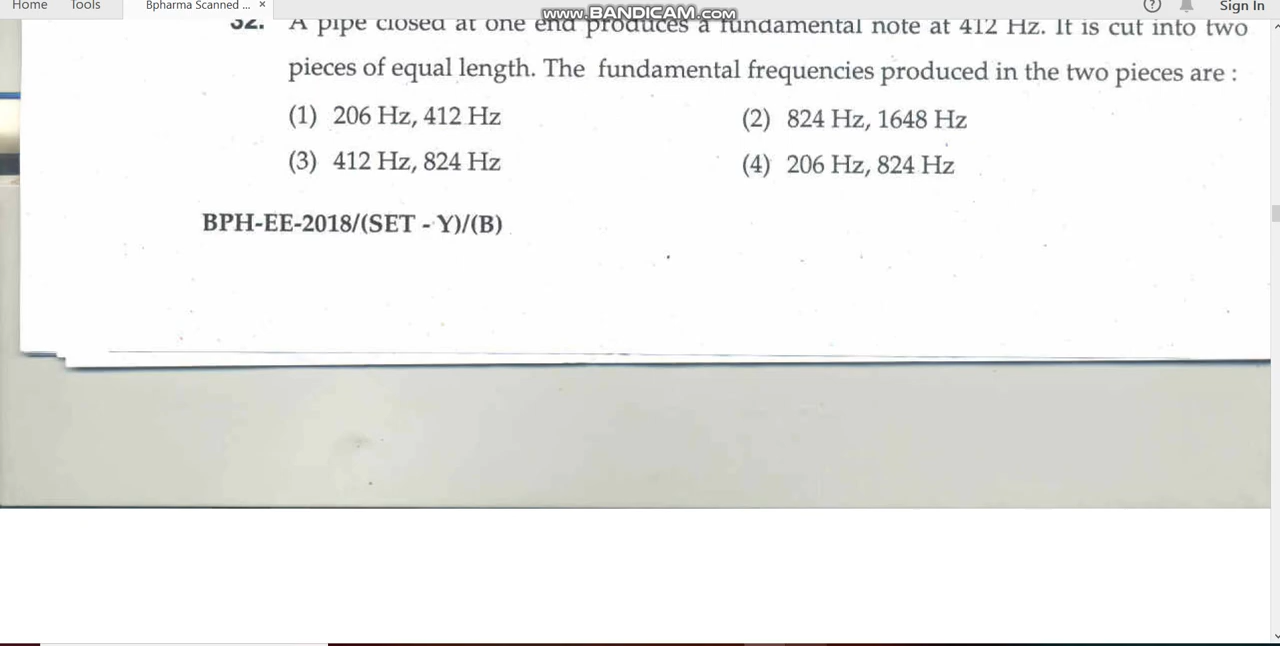 Home Tools Bpharma Scanned ... × Sign In
www.BANDICAM.com
32. A pipe closed at one end produces a fundamental note at 412 Hz. It is cut into two
pieces of equal length. The fundamental frequencies produced in the two pieces are :
(1) 206 Hz, 412 Hz (2) 824 Hz, 1648 Hz
(3) 412 Hz, 824 Hz (4) 206 Hz, 824 Hz
BPH-EE-2018/(SET - Y)/(B)